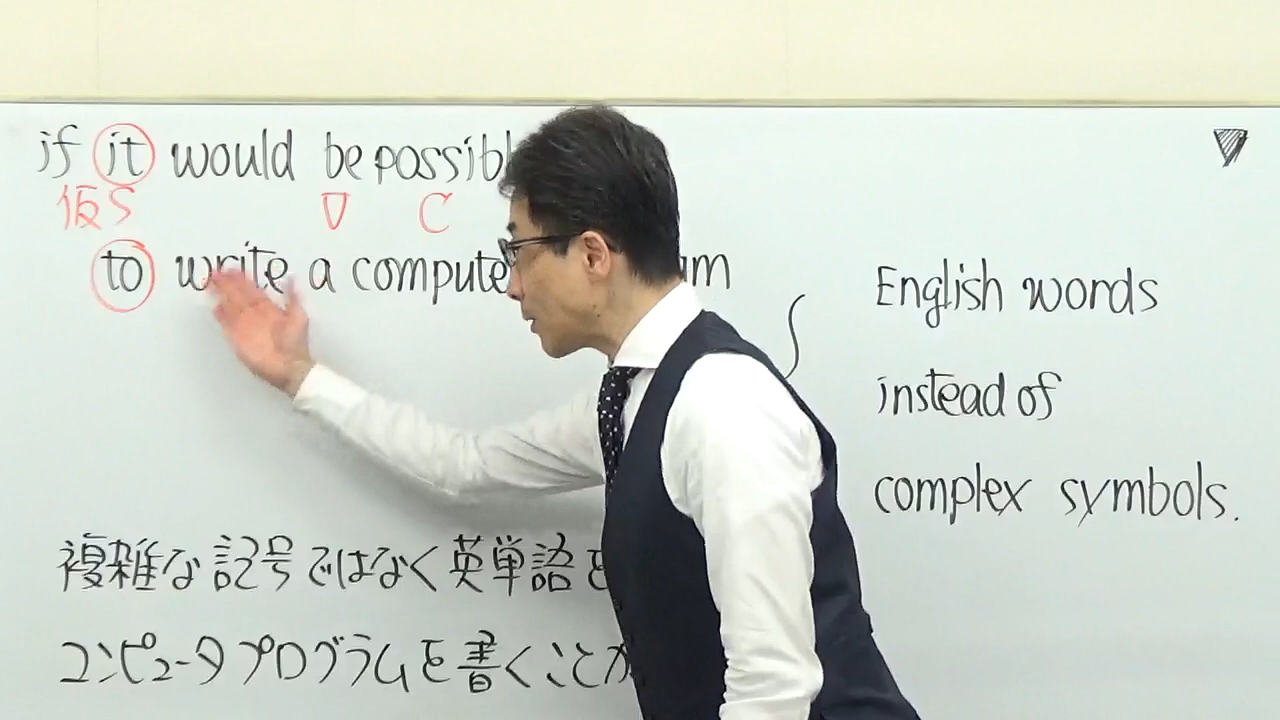 if it would be
仮S V C
to write a
English words
instead of
complex symbols.
複雑な記号ではなく英単語を
コンピュータプログラムを書くことが